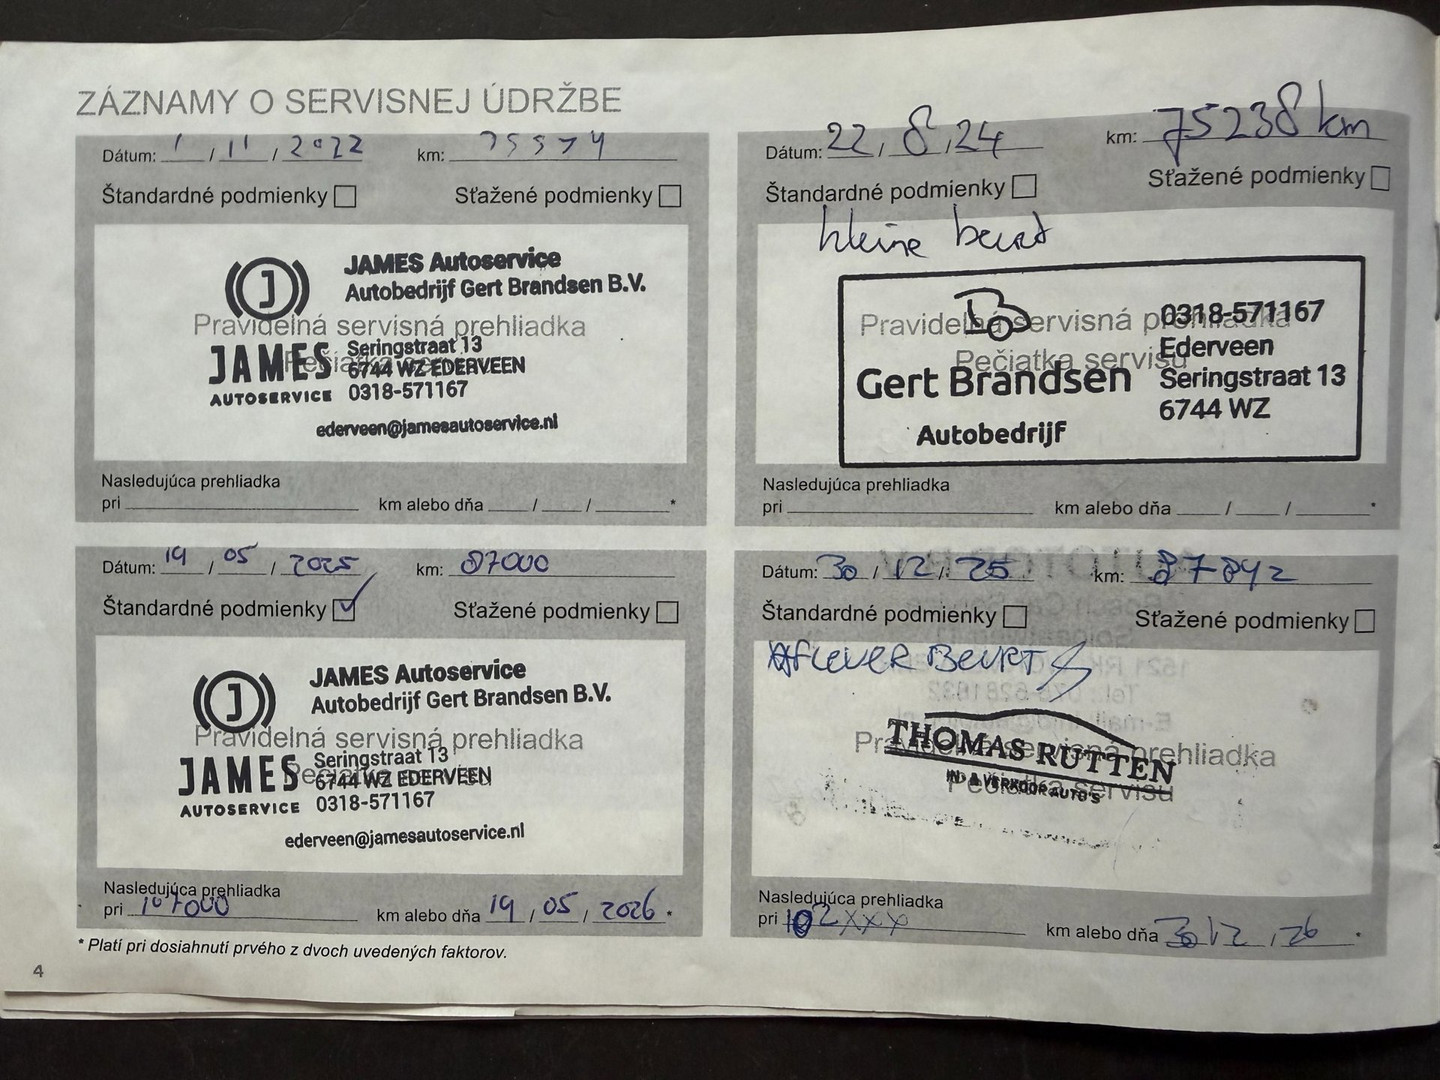 ZÁZNAMY O SERVISNEJ ÚDRŽBE
Dátum: 1 / 11 / 2022 km:
Štandardné podmienky Sťažené podmienky
JAMES Autoservice
Autobedrijf Gert Brandsen B.V.
Pravidelná servisná prehliadka
JAMES
AUTOSERVICE
Seringstraat 13
6744 WZ EDERVEEN
0318-571167
ederveen@jamesautoservice.nl
Nasledujúca prehliadka
pri km alebo dňa / / *
Dátum: 22 / 8 / 24 km: 75238 km
Štandardné podmienky Sťažené podmienky
kleine beurt
Pravidelná servisná prehliadka
Pečiatka servisu
0318-571167
Ederveen
Gert Brandsen
Seringstraat 13
6744 WZ
Autobedrijf
Nasledujúca prehliadka
pri km alebo dňa / / *
Dátum: 19 / 05 / 2025 km: 87000
Štandardné podmienky Sťažené podmienky
JAMES Autoservice
Autobedrijf Gert Brandsen B.V.
Pravidelná servisná prehliadka
JAMES
AUTOSERVICE
Seringstraat 13
6744 WZ EDERVEEN
0318-571167
ederveen@jamesautoservice.nl
Nasledujúca prehliadka
pri 107000 km alebo dňa 19 / 05 / 2026 *
Dátum: 30 / 12 / 25 km: 87892
Štandardné podmienky Sťažené podmienky
Aflever Beurt
THOMAS RUTTEN
IN- & VERKOOP AUTO'S
Pravidelná servisná prehliadka
Pečiatka servisu
Nasledujúca prehliadka
pri 102xxx km alebo dňa 30 12 / 26 *
* Platí pri dosiahnutí prvého z dvoch uvedených faktorov.
4